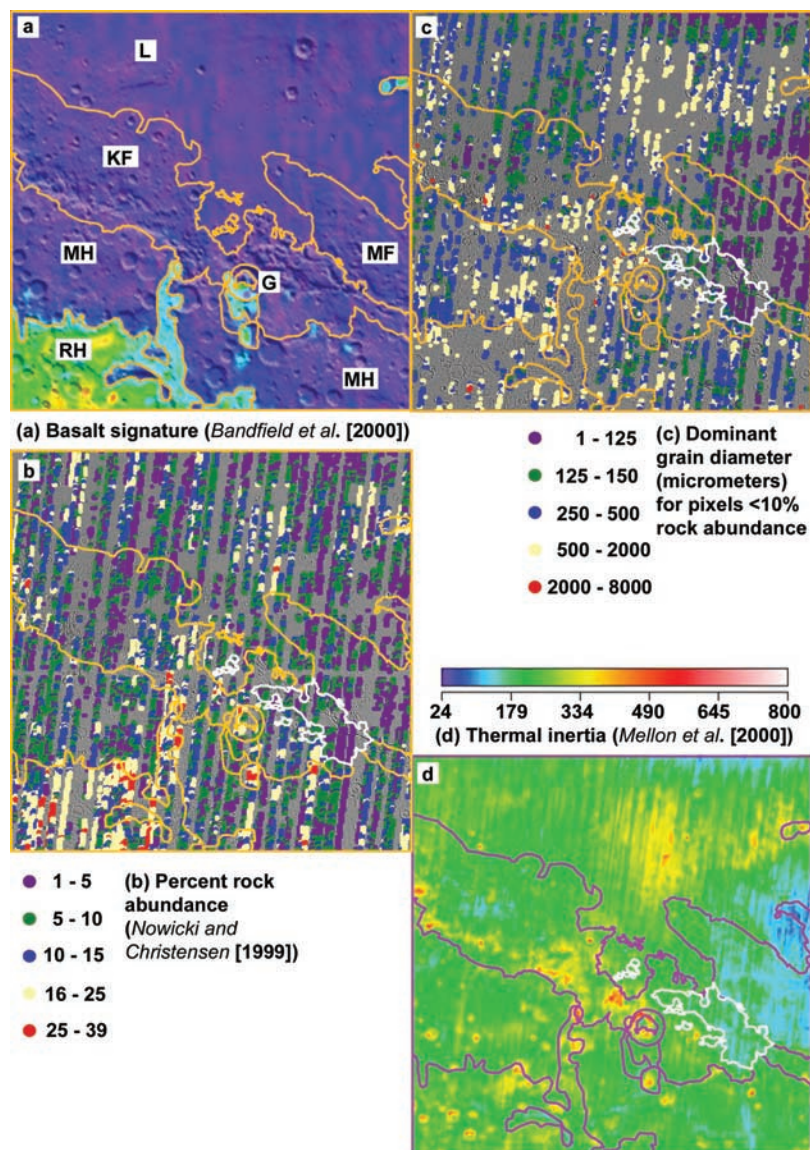 a
L
KF
MH
MF
G
RH
MH
(a) Basalt signature (Bandfield et al. [2000])
b
(b) Percent rock
abundance
(Nowicki and
Christensen [1999])
1 - 5
5 - 10
10 - 15
16 - 25
25 - 39
c
(c) Dominant
grain diameter
(micrometers)
for pixels <10%
rock abundance
1 - 125
125 - 150
250 - 500
500 - 2000
2000 - 8000
24 179 334 490 645 800
(d) Thermal inertia (Mellon et al. [2000])
d